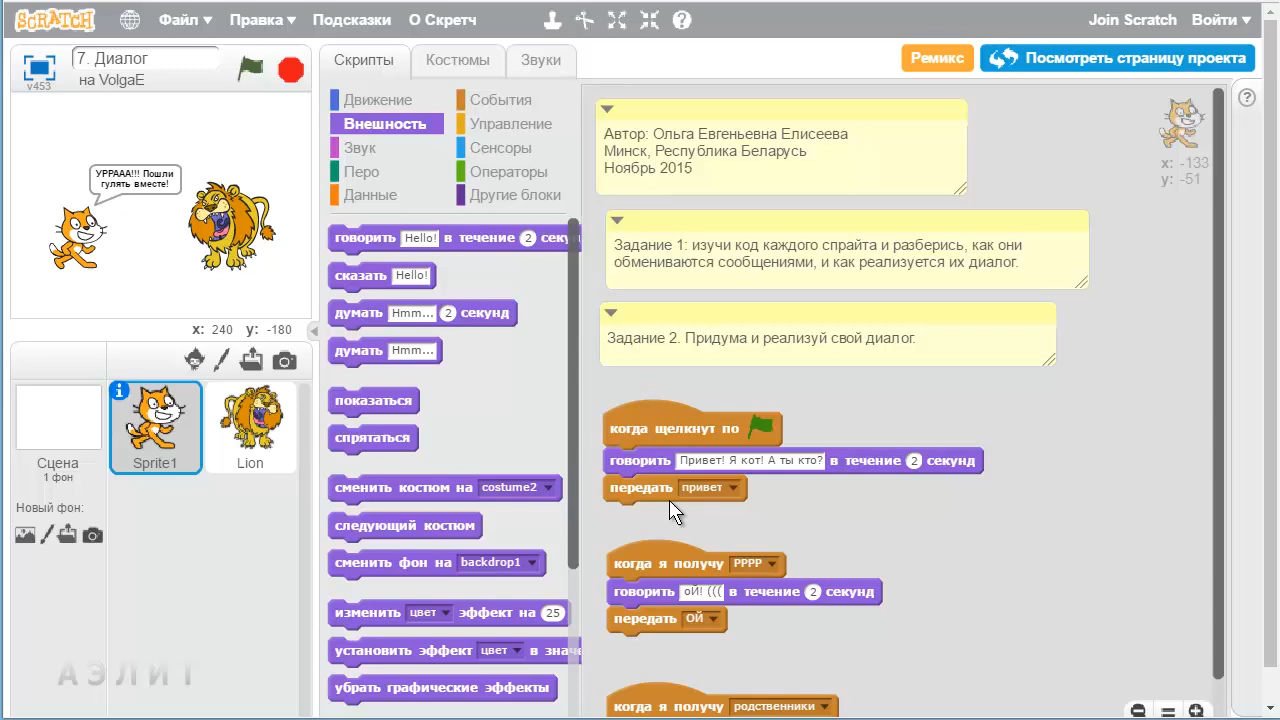 SCRATCH
Файл
Правка
Подсказки
О Скретч
Join Scratch
Войти
7. Диалог
на VolgaE
v453
Скрипты
Костюмы
Звуки
Ремикс
Посмотреть страницу проекта
Движение
Внешность
Звук
Перо
Данные
События
Управление
Сенсоры
Операторы
Другие блоки
УРРААА!!! Пошли
гулять вместе!
x: 240 y: -180
Сцена
1 фон
Новый фон:
Sprite1
Lion
АЭЛИТ
говорить Hello! в течение 2 секу
сказать Hello!
думать Hmm... 2 секунд
думать Hmm...
показаться
спрятаться
сменить костюм на costume2
следующий костюм
сменить фон на backdrop1
изменить цвет эффект на 25
установить эффект цвет в знач
убрать графические эффекты
Автор: Ольга Евгеньевна Елисеева
Минск, Республика Беларусь
Ноябрь 2015
x: -133
y: -51
Задание 1: изучи код каждого спрайта и разберись, как они
обмениваются сообщениями, и как реализуется их диалог.
Задание 2. Придума и реализуй свой диалог.
когда щелкнут по
говорить Привет! Я кот! А ты кто? в течение 2 секунд
передать привет
когда я получу РРРР
говорить оЙ! ((( в течение 2 секунд
передать ОЙ
когда я получу родственники